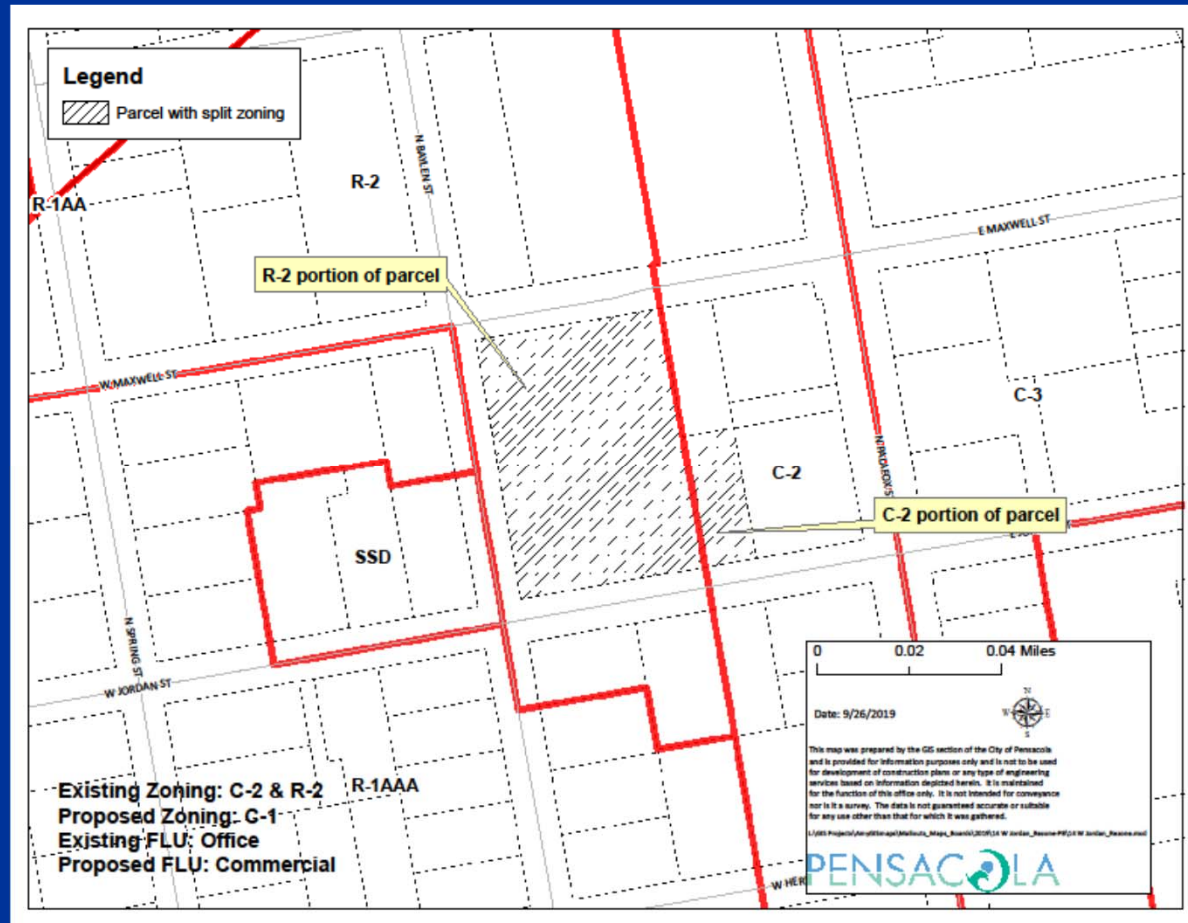 Legend
Parcel with split zoning
R-2
N BAYLEN ST
R-1AA
E MAXWELL ST
R-2 portion of parcel
W MAXWELL ST
C-3
N PALAFOX ST
C-2
C-2 portion of parcel
SSD
N SPRING ST
W JORDAN ST
0 0.02 0.04 Miles
N
W E
S
Date: 9/26/2019
This map was prepared by the GIS section of the City of Pensacola
and is provided for information purposes only and is not to be used
for development of construction plans or any type of engineering
services based on information depicted herein. It is maintained
for the function of this office only. It is not intended for conveyance
nor is it a survey. The data is not guaranteed accurate or suitable
for any use other than that for which it was gathered.
R-1AAA
Existing Zoning: C-2 & R-2
Proposed Zoning: C-1
Existing FLU: Office
Proposed FLU: Commercial
PENSACOLA